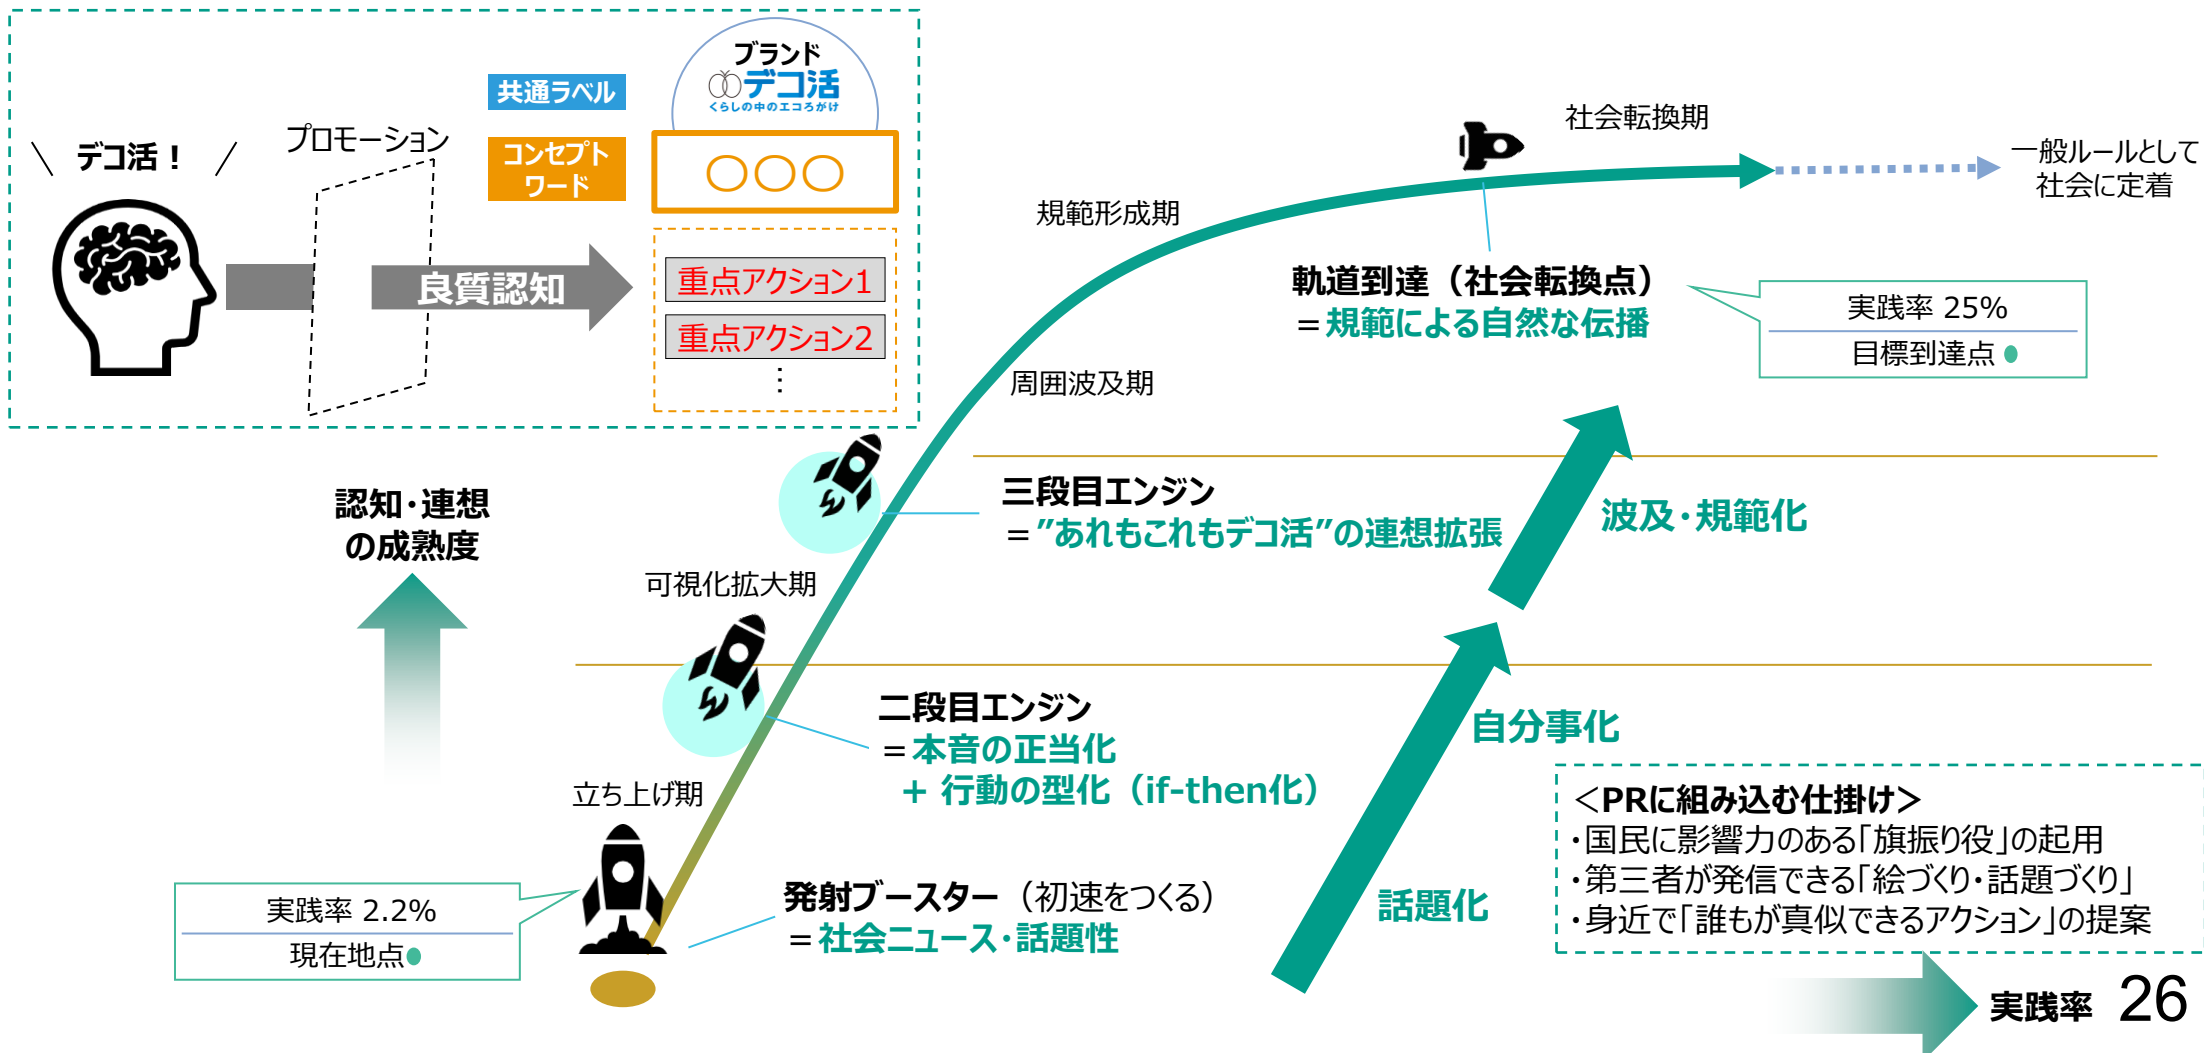 デコ活！
プロモーション
共通ラベル
コンセプト
ワード
ブランド
デコ活
くらしの中のエコろがけ
〇〇〇
良質認知
重点アクション1
重点アクション2
⋮
社会転換期
一般ルールとして
社会に定着
規範形成期
軌道到達（社会転換点）
＝規範による自然な伝播
実践率 25%
目標到達点
周囲波及期
認知・連想
の成熟度
三段目エンジン
＝”あれもこれもデコ活”の連想拡張
波及・規範化
可視化拡大期
二段目エンジン
＝本音の正当化
＋ 行動の型化（if-then化）
自分事化
立ち上げ期
＜PRに組み込む仕掛け＞
・国民に影響力のある「旗振り役」の起用
・第三者が発信できる「絵づくり・話題づくり」
・身近で「誰もが真似できるアクション」の提案
発射ブースター（初速をつくる）
＝社会ニュース・話題性
話題化
実践率 2.2%
現在地点
実践率
26